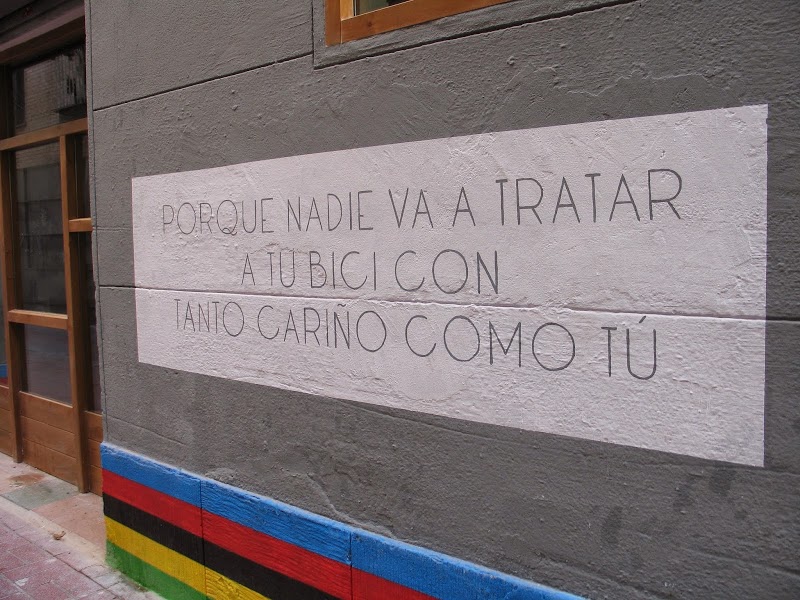 PORQUE NADIE VA A TRATAR
A TU BICI CON
TANTO CARIÑO COMO TÚ